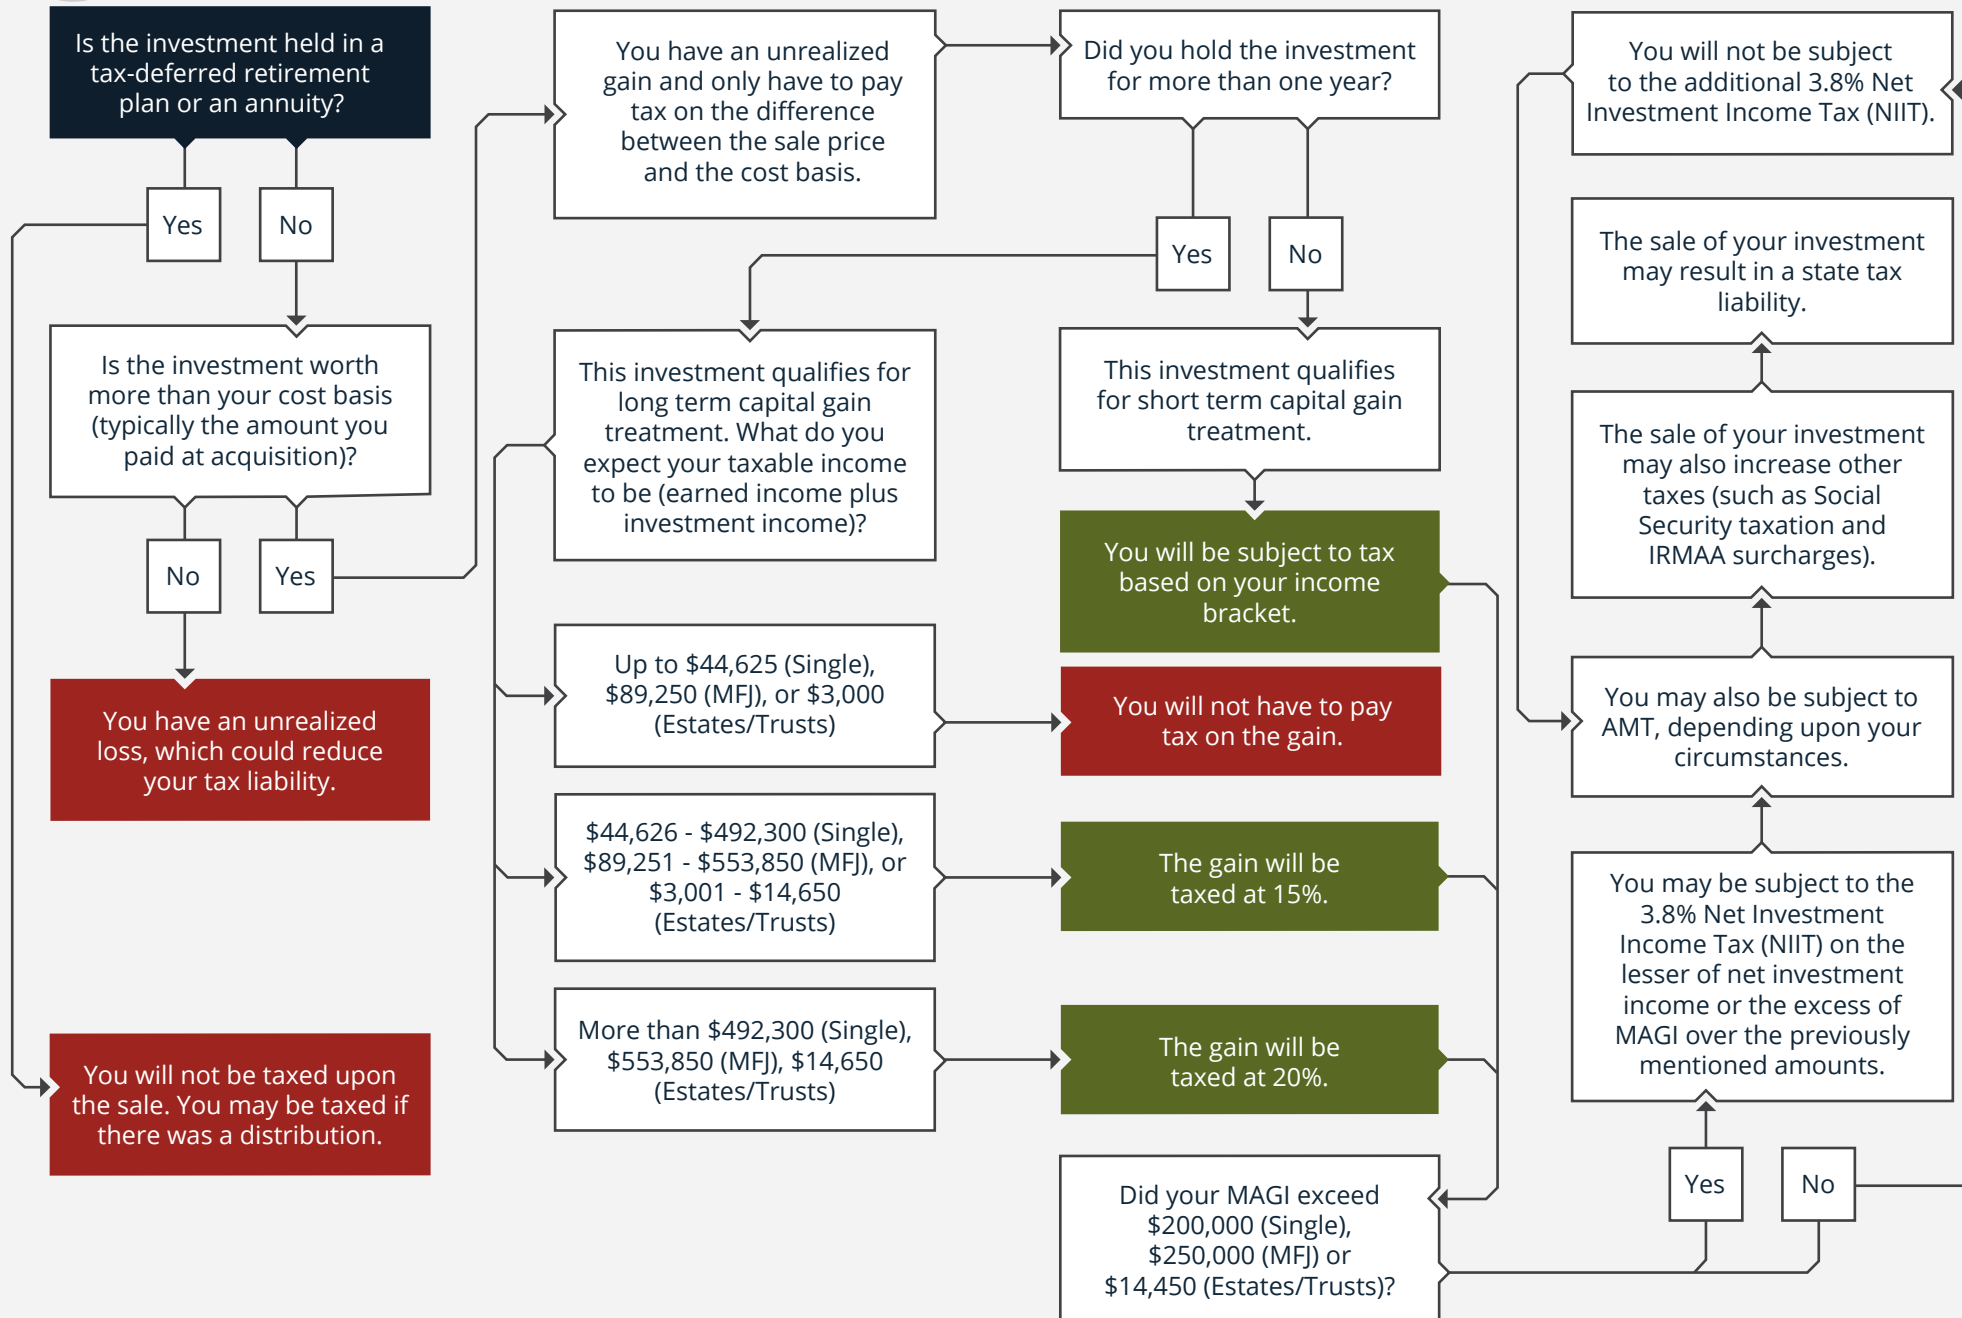 Is the investment held in a
tax-deferred retirement
plan or an annuity?
Yes
No
Is the investment worth
more than your cost basis
(typically the amount you
paid at acquisition)?
No
Yes
You have an unrealized
loss, which could reduce
your tax liability.
You will not be taxed upon
the sale. You may be taxed if
there was a distribution.
You have an unrealized
gain and only have to pay
tax on the difference
between the sale price
and the cost basis.
Did you hold the investment
for more than one year?
Yes
No
This investment qualifies for
long term capital gain
treatment. What do you
expect your taxable income
to be (earned income plus
investment income)?
This investment qualifies
for short term capital gain
treatment.
You will be subject to tax
based on your income
bracket.
Up to $44,625 (Single),
$89,250 (MFJ), or $3,000
(Estates/Trusts)
You will not have to pay
tax on the gain.
$44,626 - $492,300 (Single),
$89,251 - $553,850 (MFJ), or
$3,001 - $14,650
(Estates/Trusts)
The gain will be
taxed at 15%.
More than $492,300 (Single),
$553,850 (MFJ), $14,650
(Estates/Trusts)
The gain will be
taxed at 20%.
Did your MAGI exceed
$200,000 (Single),
$250,000 (MFJ) or
$14,450 (Estates/Trusts)?
Yes
No
You will not be subject
to the additional 3.8% Net
Investment Income Tax (NIIT).
The sale of your investment
may result in a state tax
liability.
The sale of your investment
may also increase other
taxes (such as Social
Security taxation and
IRMAA surcharges).
You may also be subject to
AMT, depending upon your
circumstances.
You may be subject to the
3.8% Net Investment
Income Tax (NIIT) on the
lesser of net investment
income or the excess of
MAGI over the previously
mentioned amounts.